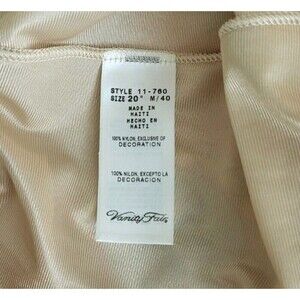 STYLE 11-760
SIZE 20" M/40
MADE IN
HAITI
HECHO EN
HAITI
100% NYLON, EXCLUSIVE OF
DECORATION
100% NYLON, EXCEPTO LA
DECORACION
Vanity Fair